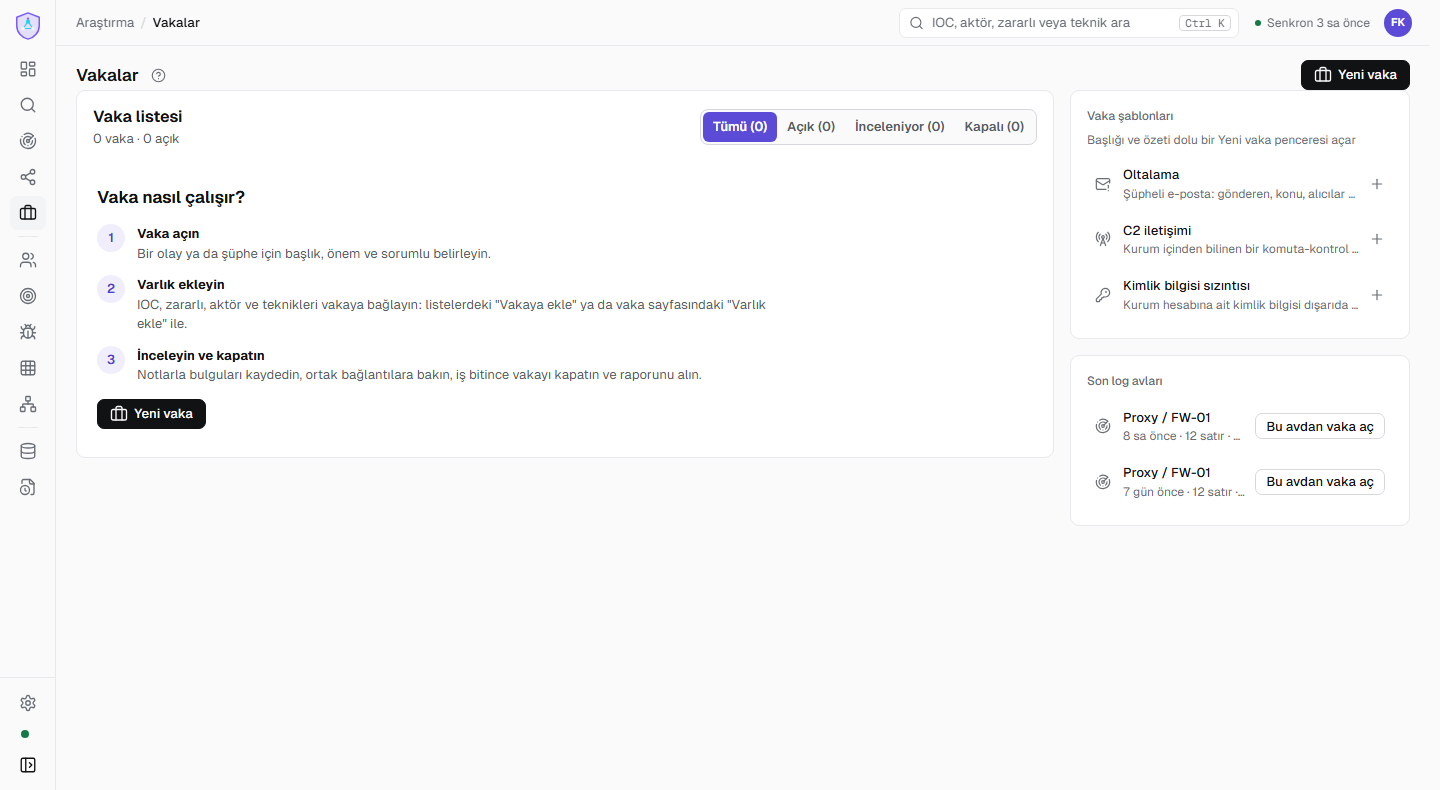 Araştırma / Vakalar
IOC, aktör, zararlı veya teknik ara
Ctrl K
Senkron 3 sa önce
FK
Vakalar
Yeni vaka
Vaka listesi
0 vaka · 0 açık
Tümü (0)
Açık (0)
İnceleniyor (0)
Kapalı (0)
Vaka nasıl çalışır?
1
Vaka açın
Bir olay ya da şüphe için başlık, önem ve sorumlu belirleyin.
2
Varlık ekleyin
IOC, zararlı, aktör ve teknikleri vakaya bağlayın: listelerdeki "Vakaya ekle" ya da vaka sayfasındaki "Varlık
ekle" ile.
3
İnceleyin ve kapatın
Notlarla bulguları kaydedin, ortak bağlantılara bakın, iş bitince vakayı kapatın ve raporunu alın.
Yeni vaka
Vaka şablonları
Başlığı ve özeti dolu bir Yeni vaka penceresi açar
Oltalama
Şüpheli e-posta: gönderen, konu, alıcılar ...
C2 iletişimi
Kurum içinden bilinen bir komuta-kontrol ...
Kimlik bilgisi sızıntısı
Kurum hesabına ait kimlik bilgisi dışarıda ...
Son log avları
Proxy / FW-01
8 sa önce · 12 satır · ...
Bu avdan vaka aç
Proxy / FW-01
7 gün önce · 12 satır ·...
Bu avdan vaka aç